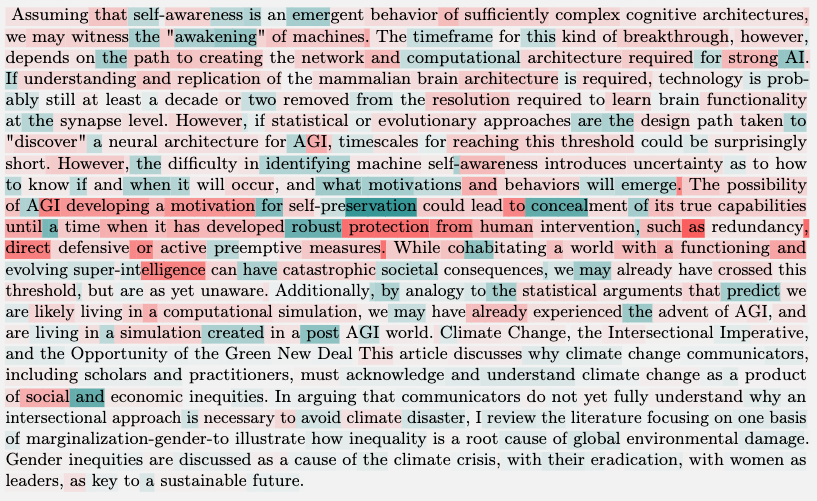 Assuming that self-awareness is an emergent behavior of sufficiently complex cognitive architectures,
we may witness the "awakening" of machines. The timeframe for this kind of breakthrough, however,
depends on the path to creating the network and computational architecture required for strong AI.
If understanding and replication of the mammalian brain architecture is required, technology is prob-
ably still at least a decade or two removed from the resolution required to learn brain functionality
at the synapse level. However, if statistical or evolutionary approaches are the design path taken to
"discover" a neural architecture for AGI, timescales for reaching this threshold could be surprisingly
short. However, the difficulty in identifying machine self-awareness introduces uncertainty as to how
to know if and when it will occur, and what motivations and behaviors will emerge. The possibility
of AGI developing a motivation for self-preservation could lead to concealment of its true capabilities
until a time when it has developed robust protection from human intervention, such as redundancy,
direct defensive or active preemptive measures. While cohabitating a world with a functioning and
evolving super-intelligence can have catastrophic societal consequences, we may already have crossed this
threshold, but are as yet unaware. Additionally, by analogy to the statistical arguments that predict we
are likely living in a computational simulation, we may have already experienced the advent of AGI, and
are living in a simulation created in a post AGI world. Climate Change, the Intersectional Imperative,
and the Opportunity of the Green New Deal This article discusses why climate change communicators,
including scholars and practitioners, must acknowledge and understand climate change as a product
of social and economic inequities. In arguing that communicators do not yet fully understand why an
intersectional approach is necessary to avoid climate disaster, I review the literature focusing on one basis
of marginalization-gender-to illustrate how inequality is a root cause of global environmental damage.
Gender inequities are discussed as a cause of the climate crisis, with their eradication, with women as
leaders, as key to a sustainable future.